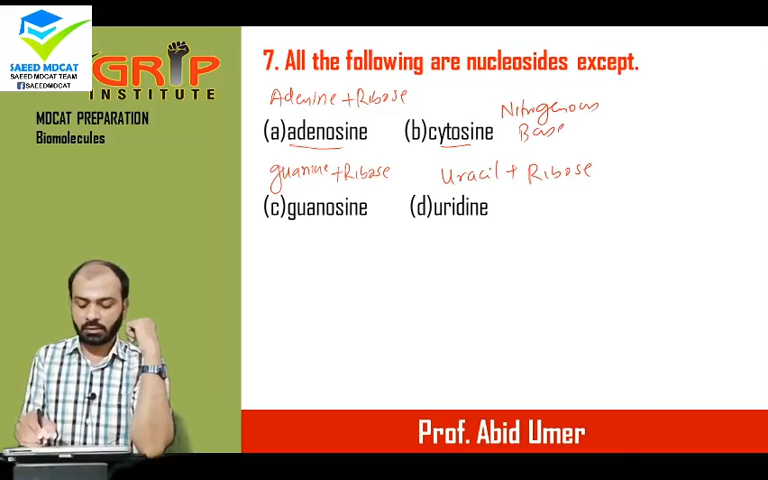 SAEED MDCAT
SAEED MDCAT TEAM
SAEEDMDCAT
GRIP
INSTITUTE
MDCAT PREPARATION
Biomolecules
7. All the following are nucleosides except.
Adenine + Ribose
(a)adenosine (b)cytosine Nitrogenous Base
guanine + Ribose Uracil + Ribose
(c)guanosine (d)uridine
Prof. Abid Umer